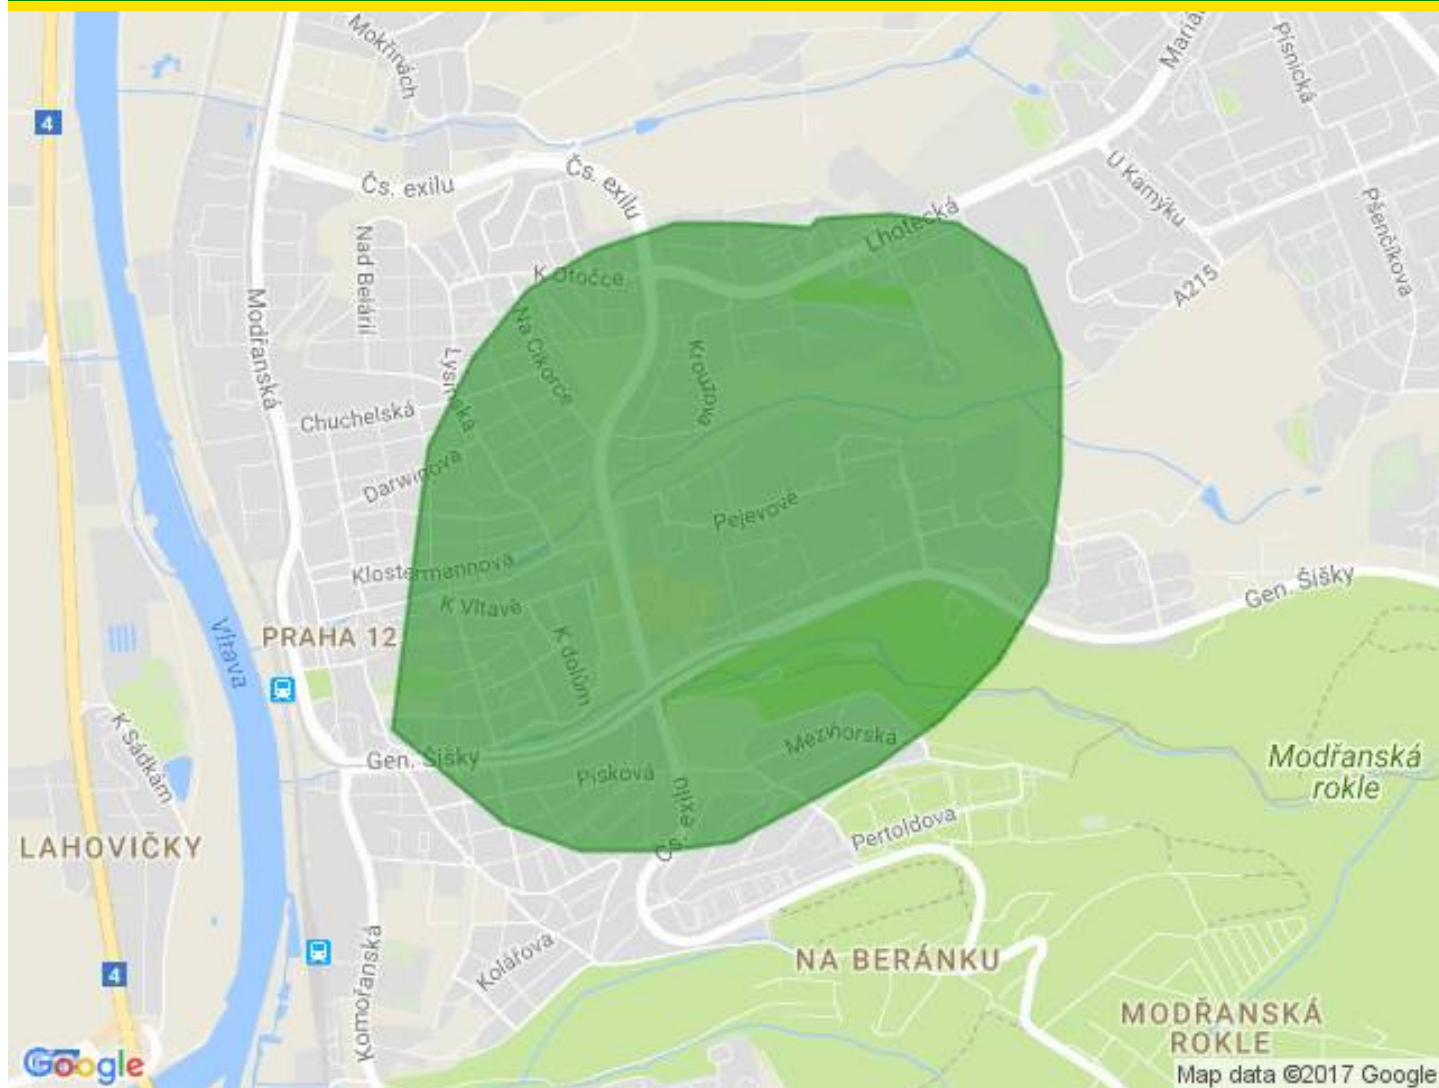 Mokřinách
Mariá
Písnická
4
Čs. exilu
Čs. exilu
U Kamýku
Pšenčíkova
Lhotecká
Nad Belárií
K Otočce
A215
Modřanská
Na Cikorce
Lysinská
Krouzova
Chuchelská
Darwinova
Pejevové
Klostermannova
K Vltavě
Gen. Šišky
Vltava
PRAHA 12
K dolům
K Sádkám
Mezihorská
Gen. Šišky
Písková
Modřanská
rokle
Čs. exilu
Pertoldova
LAHOVIČKY
Komořanská
Kolářova
NA BERÁNKU
4
MODŘANSKÁ
ROKLE
Google
Map data ©2017 Google